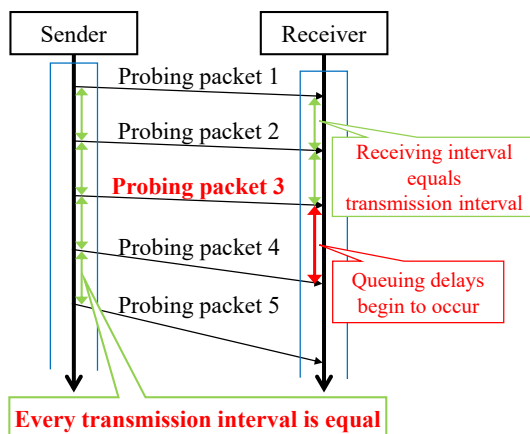 Sender
Receiver
Probing packet 1
Probing packet 2
Receiving interval
equals
transmission interval
Probing packet 3
Probing packet 4
Queuing delays
begin to occur
Probing packet 5
Every transmission interval is equal